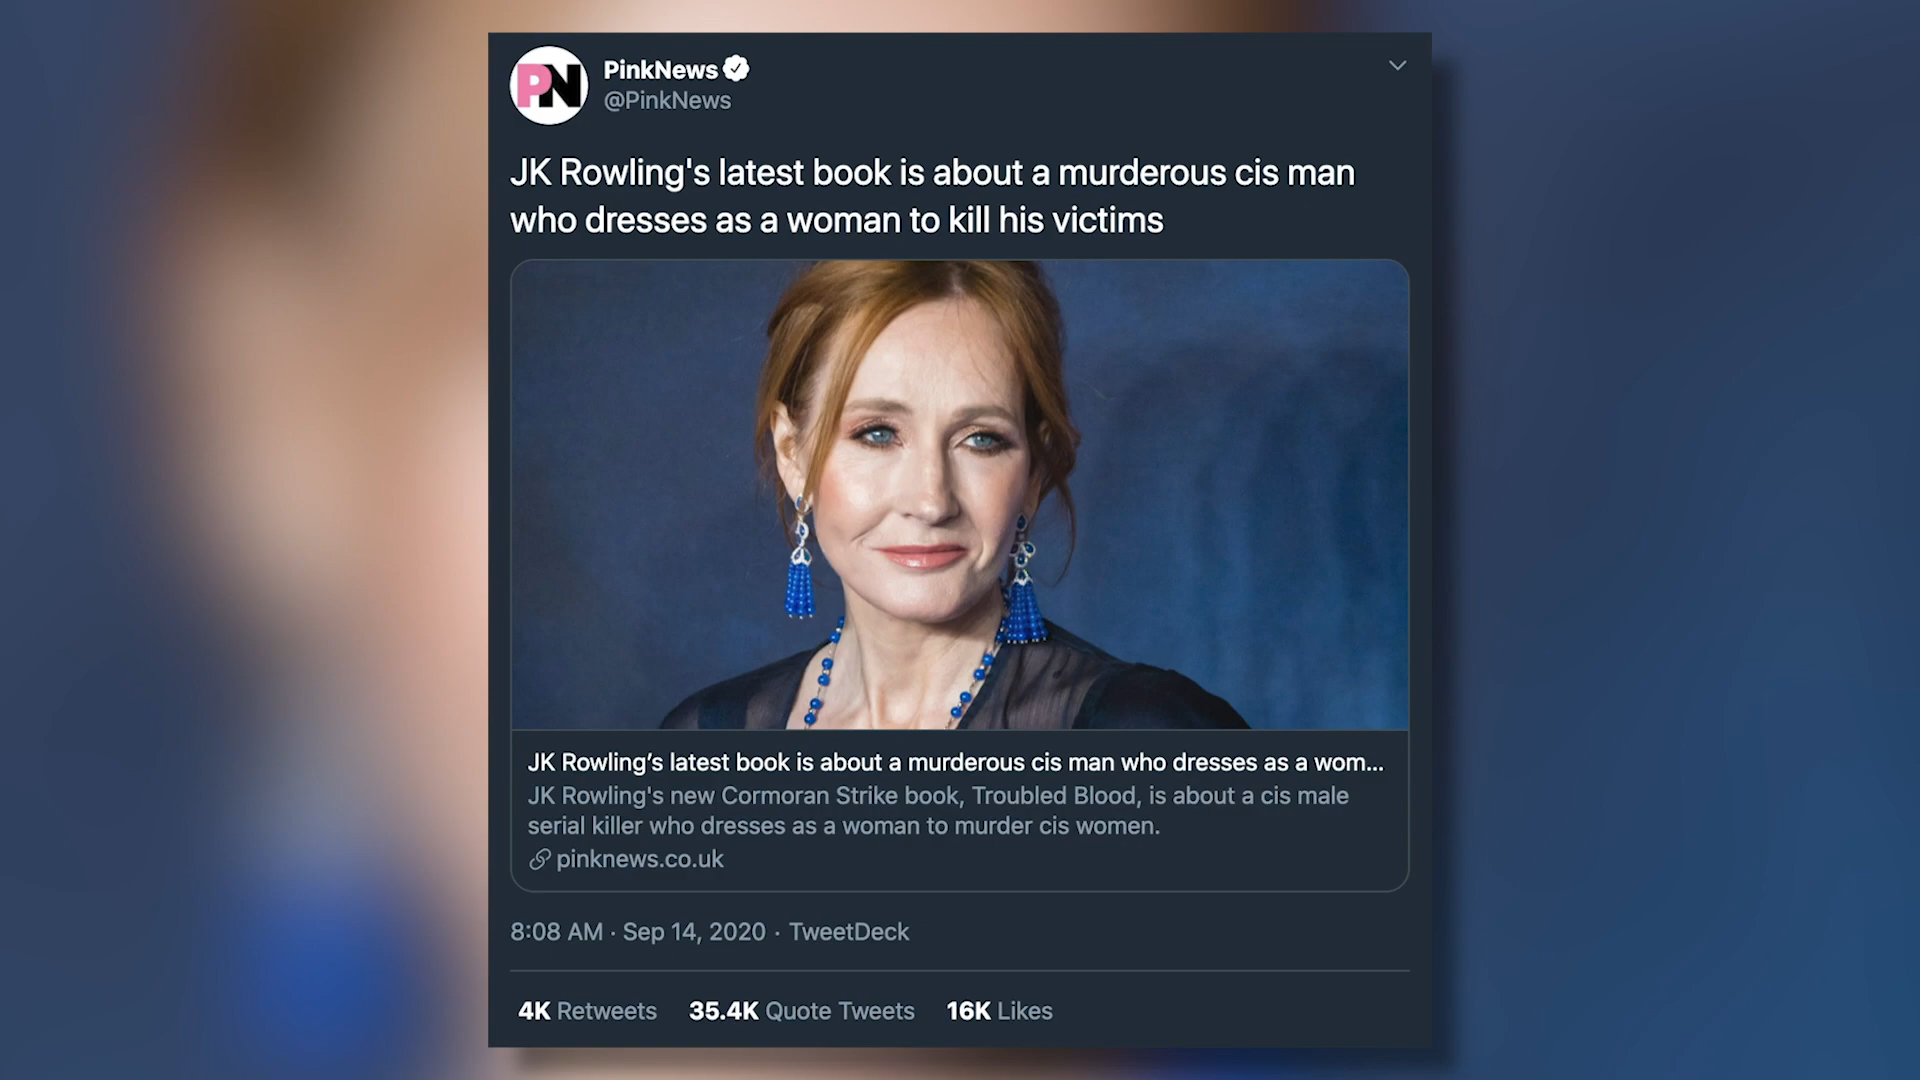 PN
PinkNews
@PinkNews
JK Rowling's latest book is about a murderous cis man
who dresses as a woman to kill his victims
JK Rowling’s latest book is about a murderous cis man who dresses as a wom...
JK Rowling's new Cormoran Strike book, Troubled Blood, is about a cis male
serial killer who dresses as a woman to murder cis women.
pinknews.co.uk
8:08 AM · Sep 14, 2020 · TweetDeck
4K Retweets 35.4K Quote Tweets 16K Likes